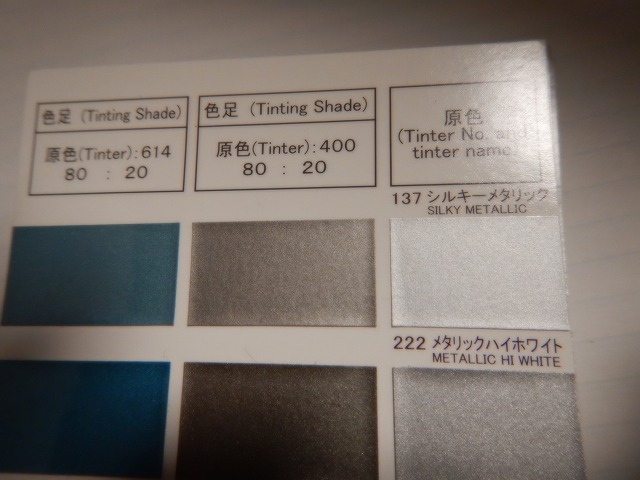 色足 (Tinting Shade)
原色(Tinter):614
80 : 20
色足 (Tinting Shade)
原色(Tinter):400
80 : 20
原色
(Tinter No. and
tinter name)
137 シルキーメタリック
SILKY METALLIC
222 メタリックハイホワイト
METALLIC HI WHITE